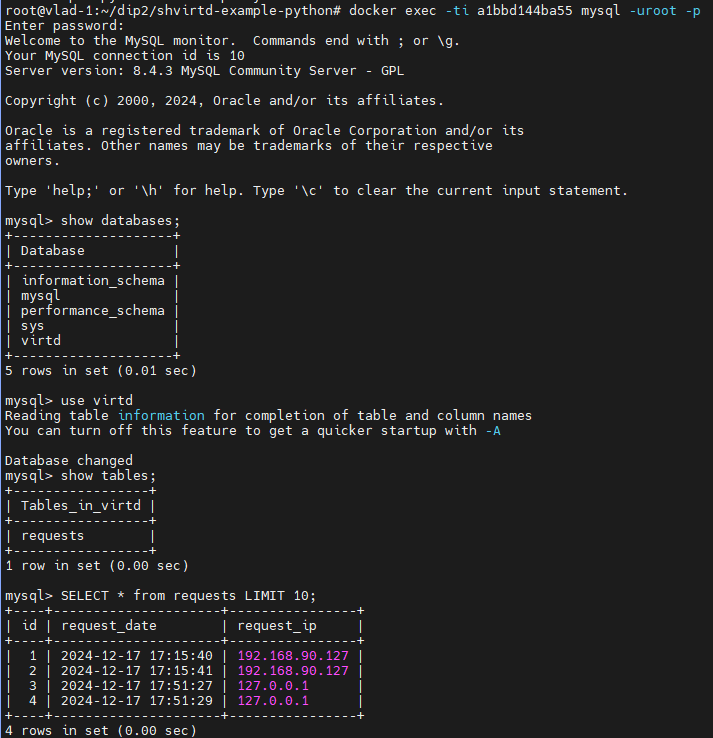 root@vlad-1:~/dip2/shvirtd-example-python# docker exec -ti a1bbd144ba55 mysql -uroot -p
Enter password:
Welcome to the MySQL monitor.  Commands end with ; or \g.
Your MySQL connection id is 10
Server version: 8.4.3 MySQL Community Server - GPL

Copyright (c) 2000, 2024, Oracle and/or its affiliates.

Oracle is a registered trademark of Oracle Corporation and/or its
affiliates. Other names may be trademarks of their respective
owners.

Type 'help;' or '\h' for help. Type '\c' to clear the current input statement.

mysql> show databases;
+--------------------+
| Database           |
+--------------------+
| information_schema |
| mysql              |
| performance_schema |
| sys                |
| virtd              |
+--------------------+
5 rows in set (0.01 sec)

mysql> use virtd
Reading table information for completion of table and column names
You can turn off this feature to get a quicker startup with -A

Database changed
mysql> show tables;
+-----------------+
| Tables_in_virtd |
+-----------------+
| requests        |
+-----------------+
1 row in set (0.00 sec)

mysql> SELECT * from requests LIMIT 10;
+----+---------------------+----------------+
| id | request_date        | request_ip     |
+----+---------------------+----------------+
|  1 | 2024-12-17 17:15:40 | 192.168.90.127 |
|  2 | 2024-12-17 17:15:41 | 192.168.90.127 |
|  3 | 2024-12-17 17:51:27 | 127.0.0.1      |
|  4 | 2024-12-17 17:51:29 | 127.0.0.1      |
+----+---------------------+----------------+
4 rows in set (0.00 sec)